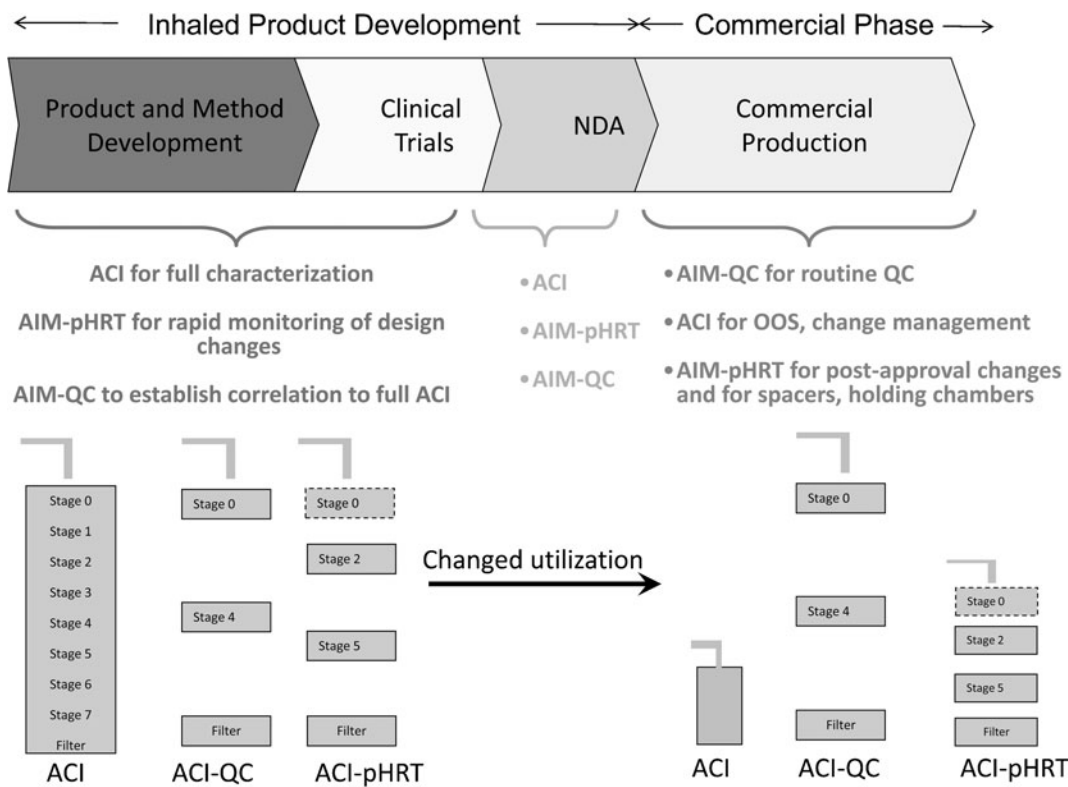 Inhaled Product Development
Commercial Phase
Product and Method
Development
Clinical
Trials
NDA
Commercial
Production
ACI for full characterization
AIM-pHRT for rapid monitoring of design
changes
AIM-QC to establish correlation to full ACI
•ACI
•AIM-pHRT
•AIM-QC
•AIM-QC for routine QC
•ACI for OOS, change management
•AIM-pHRT for post-approval changes
and for spacers, holding chambers
Stage 0
Stage 1
Stage 2
Stage 3
Stage 4
Stage 5
Stage 6
Stage 7
Filter
ACI
Stage 0
Stage 4
Filter
ACI-QC
Stage 0
Stage 2
Stage 5
Filter
ACI-pHRT
Changed utilization
ACI
Stage 0
Stage 4
Filter
ACI-QC
Stage 0
Stage 2
Stage 5
Filter
ACI-pHRT